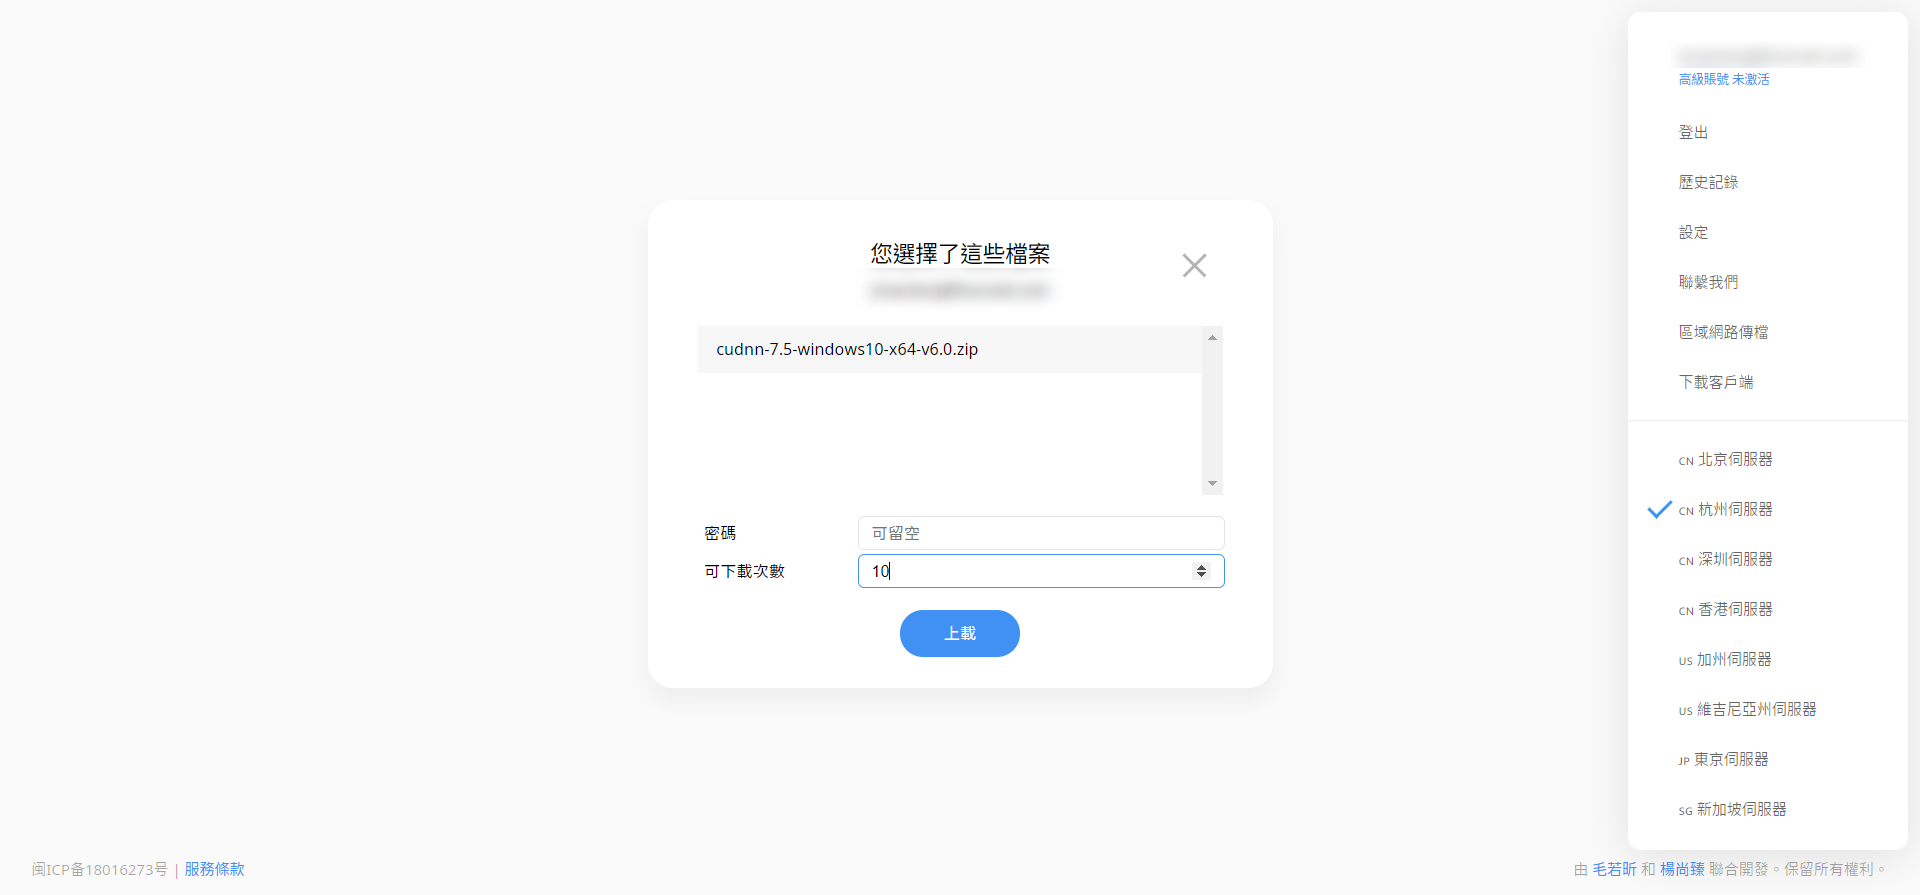 您選擇了這些檔案
cudnn-7.5-windows10-x64-v6.0.zip
密碼
可留空
可下載次數
10
上載
高級賬號 未激活
登出
歷史記錄
設定
聯繫我們
區域網路傳檔
下載客戶端
CN 北京伺服器
CN 杭州伺服器
CN 深圳伺服器
CN 香港伺服器
US 加州伺服器
US 維吉尼亞州伺服器
JP 東京伺服器
SG 新加坡伺服器
闽ICP备18016273号 | 服務條款
由 毛若昕 和 楊尚臻 聯合開發。保留所有權利。